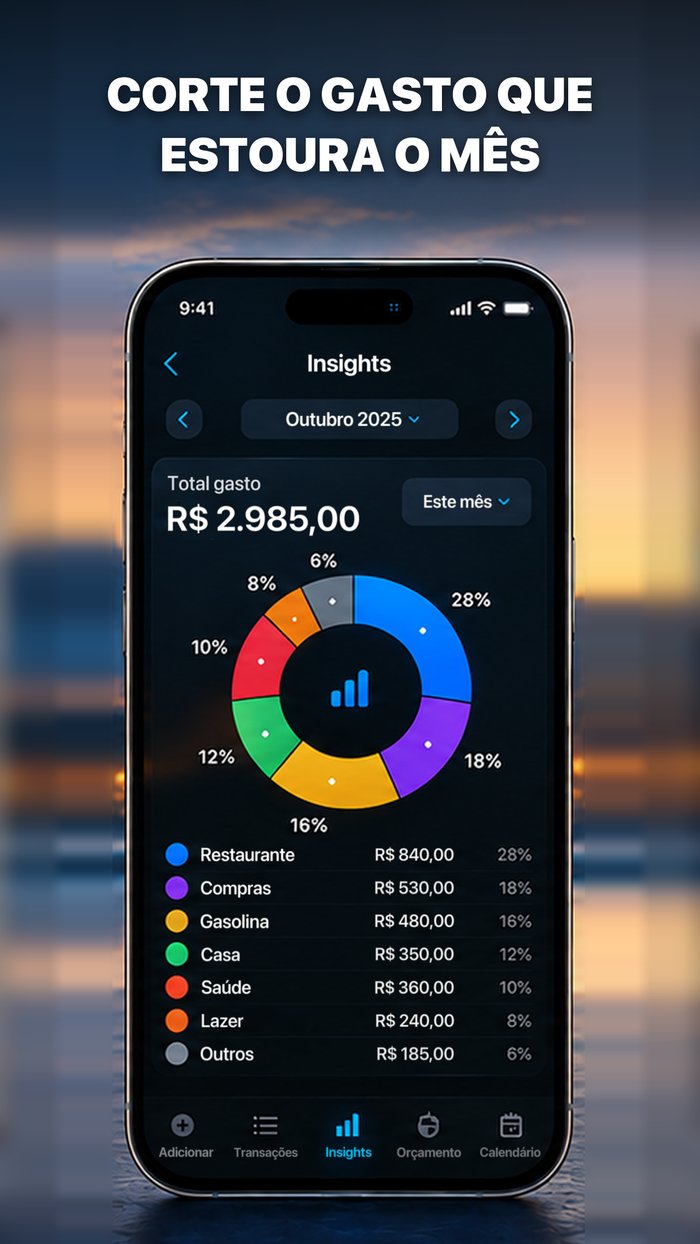 CORTE O GASTO QUE
ESTOURA O MÊS
9:41
Insights
Outubro 2025
Total gasto
R$ 2.985,00
Este mês
6%
8%
28%
10%
12%
18%
16%
Restaurante R$ 840,00 28%
Compras R$ 530,00 18%
Gasolina R$ 480,00 16%
Casa R$ 350,00 12%
Saúde R$ 360,00 10%
Lazer R$ 240,00 8%
Outros R$ 185,00 6%
Adicionar Transações Insights Orçamento Calendário